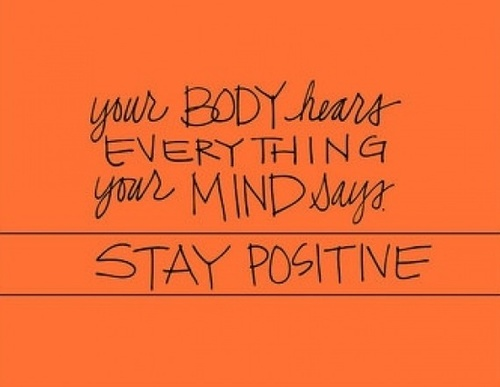 your BODY hears
EVERYTHING
your MIND says.
STAY POSITIVE